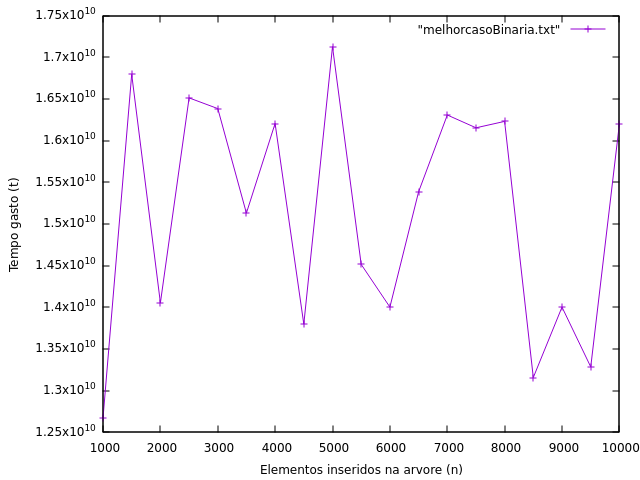 1.75x10^10
1.7x10^10
1.65x10^10
1.6x10^10
1.55x10^10
1.5x10^10
1.45x10^10
1.4x10^10
1.35x10^10
1.3x10^10
1.25x10^10
"melhorcasoBinaria.txt"
Tempo gasto (t)
1000 2000 3000 4000 5000 6000 7000 8000 9000 10000
Elementos inseridos na arvore (n)